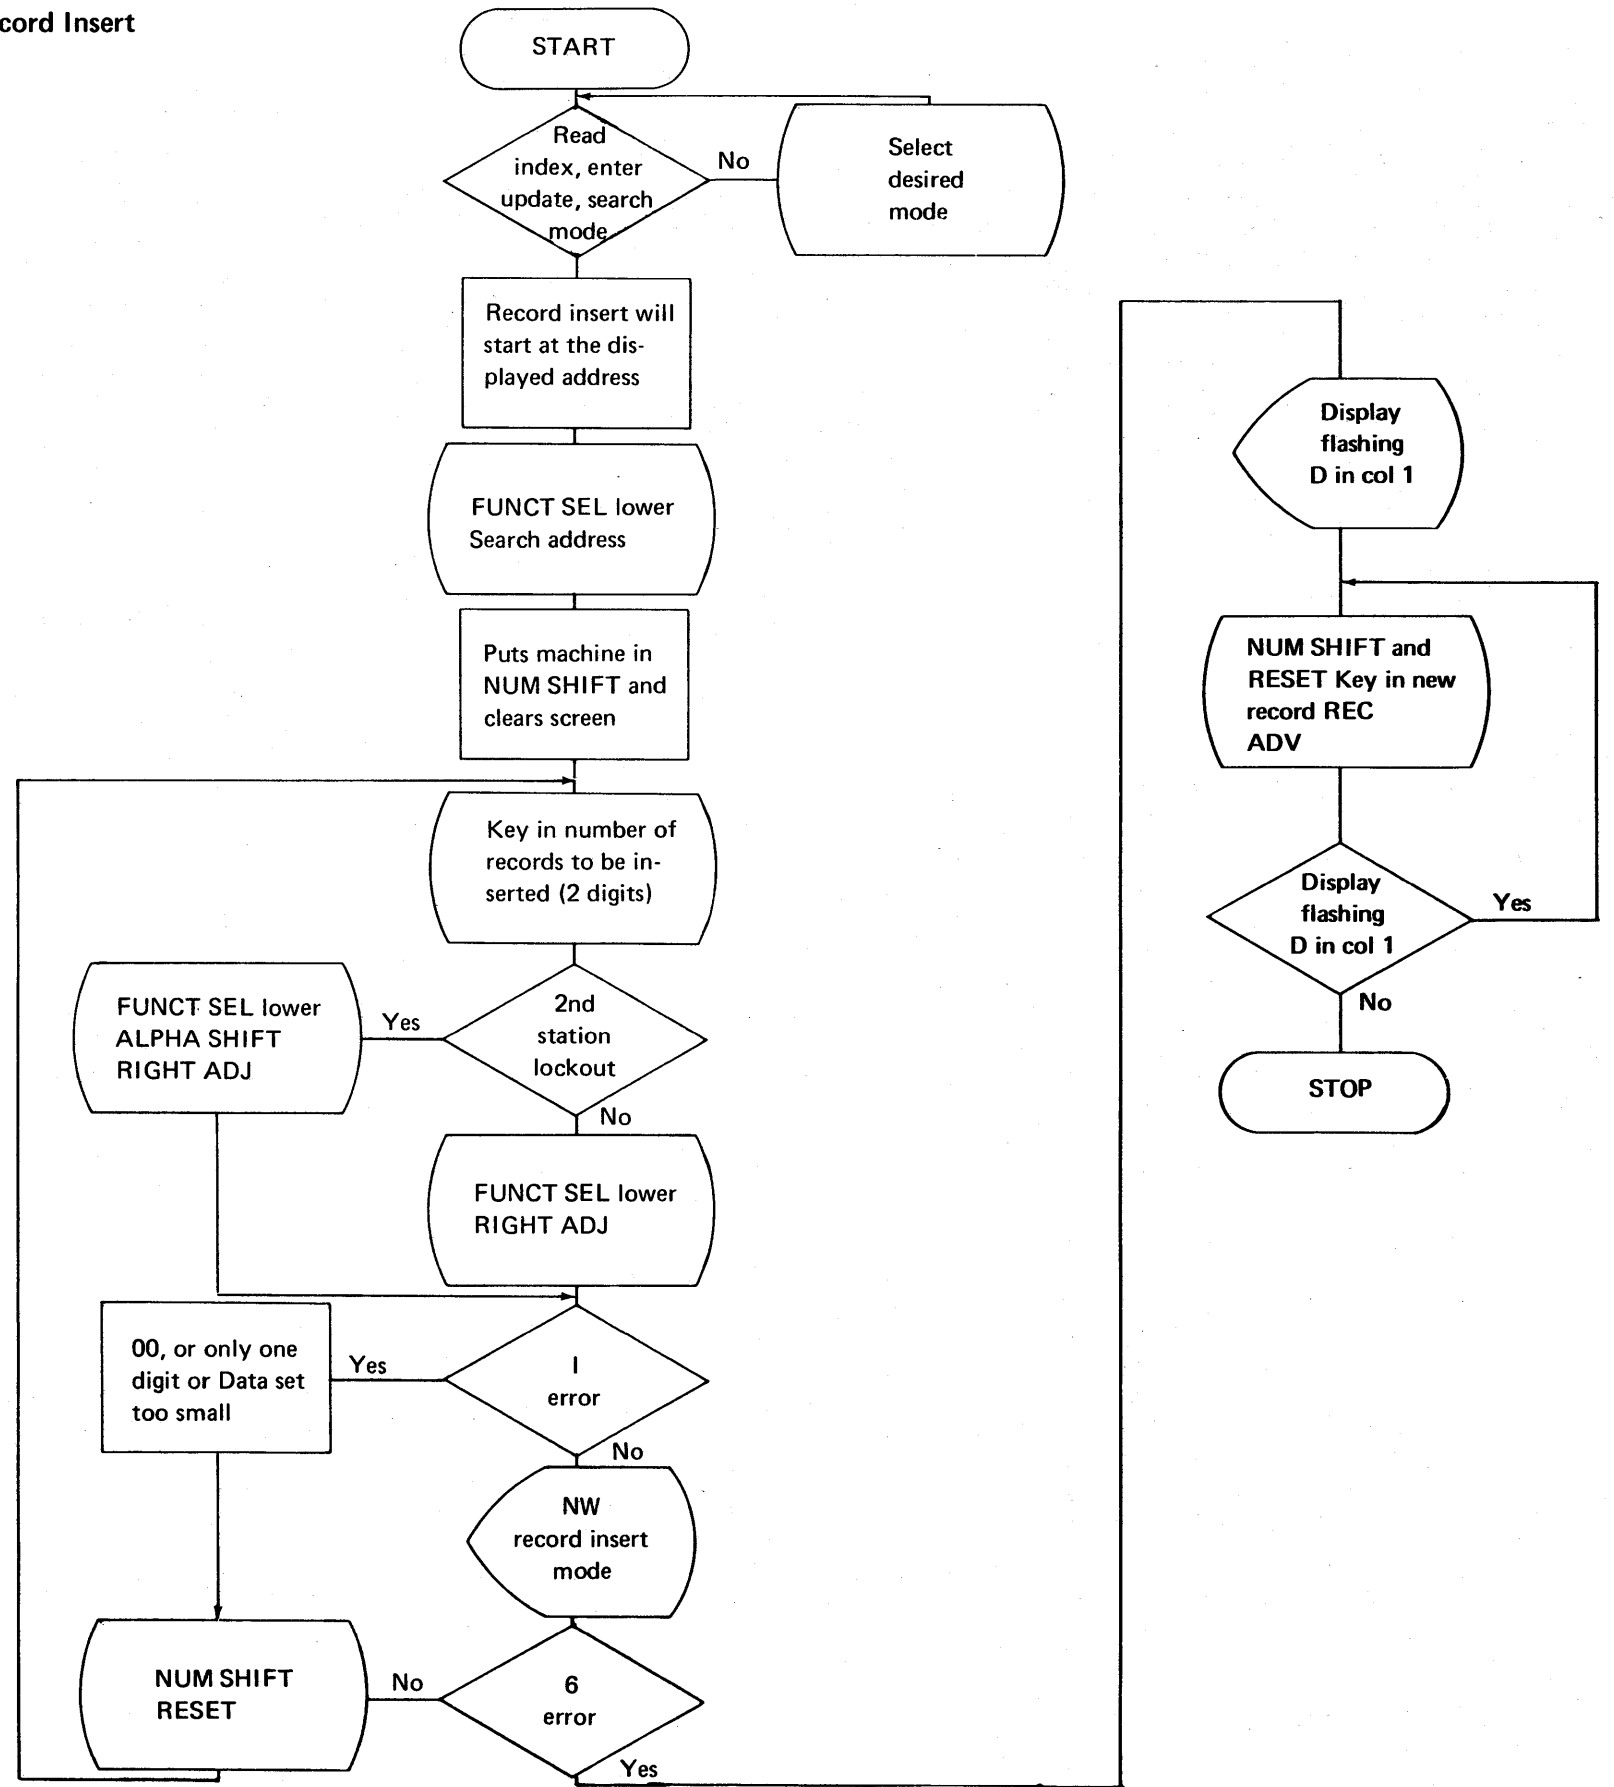 cord Insert
START
Read
index, enter
update, search
mode
No
Select
desired
mode
Record insert will
start at the dis-
played address
FUNCT SEL lower
Search address
Puts machine in
NUM SHIFT and
clears screen
Key in number of
records to be in-
serted (2 digits)
2nd
station
lockout
Yes
FUNCT SEL lower
ALPHA SHIFT
RIGHT ADJ
No
FUNCT SEL lower
RIGHT ADJ
I
error
Yes
00, or only one
digit or Data set
too small
No
NW
record insert
mode
6
error
No
NUM SHIFT
RESET
Yes
Display
flashing
D in col 1
NUM SHIFT and
RESET Key in new
record REC
ADV
Display
flashing
D in col 1
Yes
No
STOP